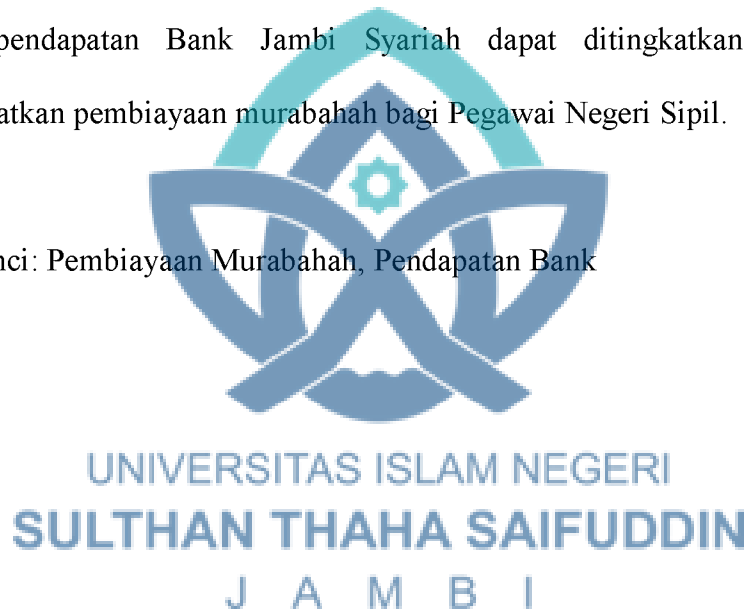 pendapatan Bank Jambi Syariah dapat ditingkatkan
atkan pembiayaan murabahah bagi Pegawai Negeri Sipil.
nci: Pembiayaan Murabahah, Pendapatan Bank
UNIVERSITAS ISLAM NEGERI
SULTHAN THAHA SAIFUDDIN
J A M B I